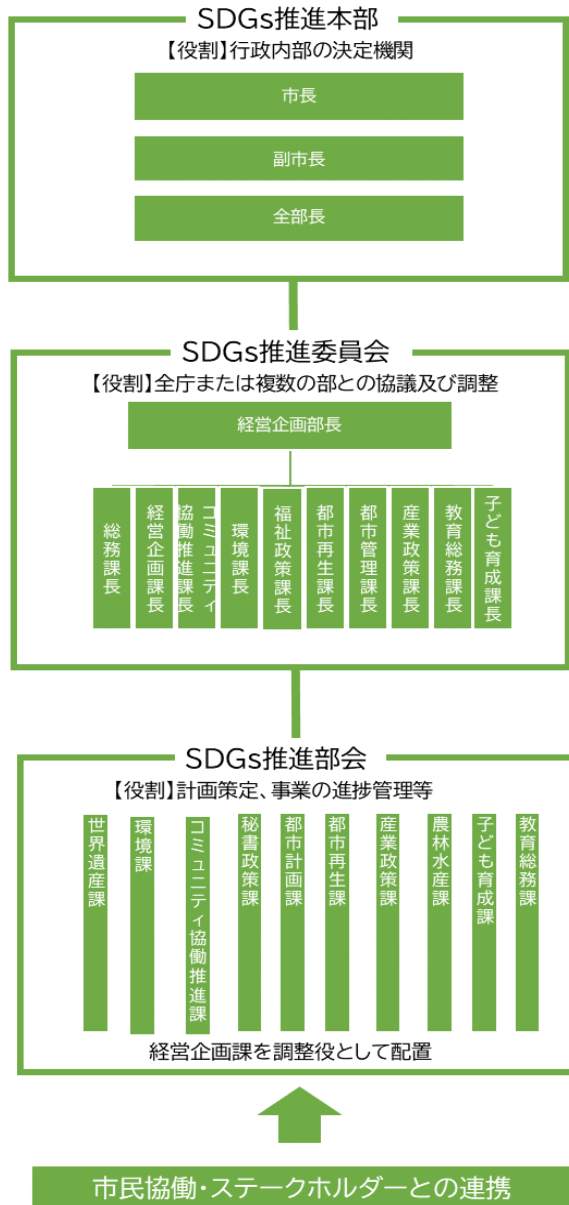 SDGs推進本部
【役割】行政内部の決定機関
市長
副市長
全部長
SDGs推進委員会
【役割】全庁または複数の部との協議及び調整
経営企画部長
総務課長
経営企画課長
コミュニティ
協働推進課長
環境課長
福祉政策課長
都市再生課長
都市管理課長
産業政策課長
教育総務課長
子ども育成課長
SDGs推進部会
【役割】計画策定、事業の進捗管理等
世界遺産課
環境課
コミュニティ協働推進課
秘書政策課
都市計画課
都市再生課
産業政策課
農林水産課
子ども育成課
教育総務課
経営企画課を調整役として配置
市民協働・ステークホルダーとの連携